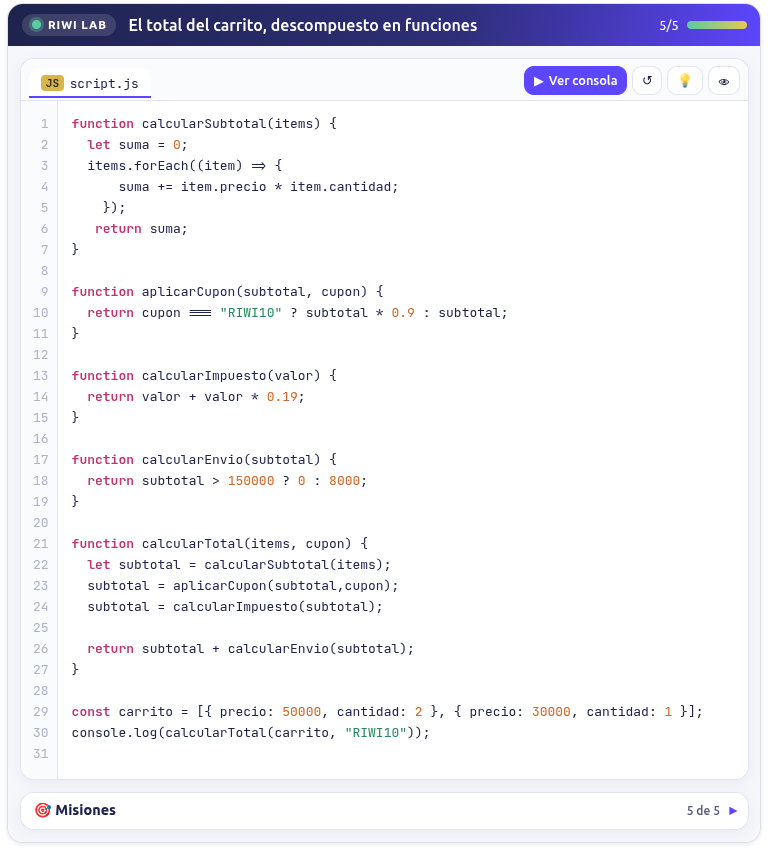 RIWI LAB El total del carrito, descompuesto en funciones 5/5
JS script.js ▶ Ver consola
1 function calcularSubtotal(items) {
2   let suma = 0;
3   items.forEach((item) => {
4       suma += item.precio * item.cantidad;
5     });
6    return suma;
7 }
8
9 function aplicarCupon(subtotal, cupon) {
10   return cupon === "RIWI10" ? subtotal * 0.9 : subtotal;
11 }
12
13 function calcularImpuesto(valor) {
14   return valor + valor * 0.19;
15 }
16
17 function calcularEnvio(subtotal) {
18   return subtotal > 150000 ? 0 : 8000;
19 }
20
21 function calcularTotal(items, cupon) {
22   let subtotal = calcularSubtotal(items);
23   subtotal = aplicarCupon(subtotal,cupon);
24   subtotal = calcularImpuesto(subtotal);
25
26   return subtotal + calcularEnvio(subtotal);
27 }
28
29 const carrito = [{ precio: 50000, cantidad: 2 }, { precio: 30000, cantidad: 1 }];
30 console.log(calcularTotal(carrito, "RIWI10"));
31
🎯 Misiones 5 de 5 ▶